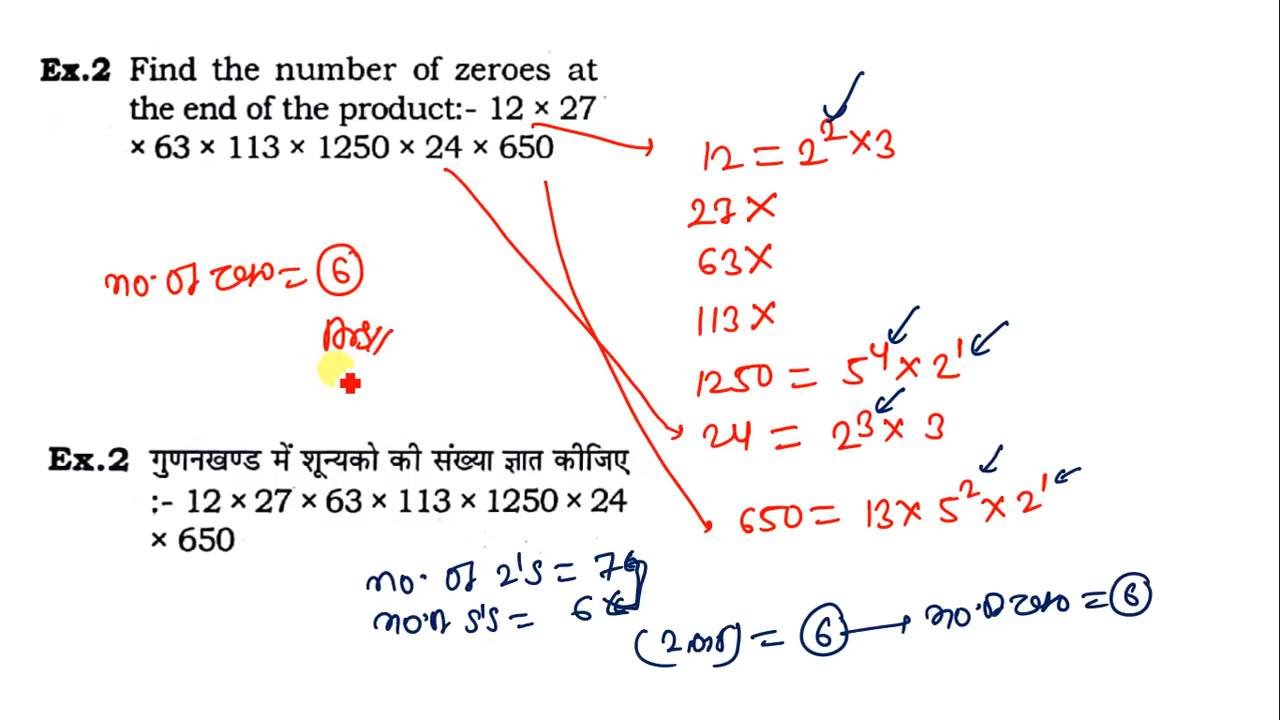 Ex.2 Find the number of zeroes at
the end of the product:- 12 × 27
× 63 × 113 × 1250 × 24 × 650
no. of zero = 6
Ans//
12 = 2² × 3
27 ×
63 ×
113 ×
1250 = 5⁴ × 2¹
24 = 2³ × 3
650 = 13 × 5² × 2¹
Ex.2 गुणनखण्ड में शून्यको की संख्या ज्ञात कीजिए
:- 12 × 27 × 63 × 113 × 1250 × 24
× 650
no. of 2's = 7
no. of 5's = 6
= 6 → no. of zero = 6